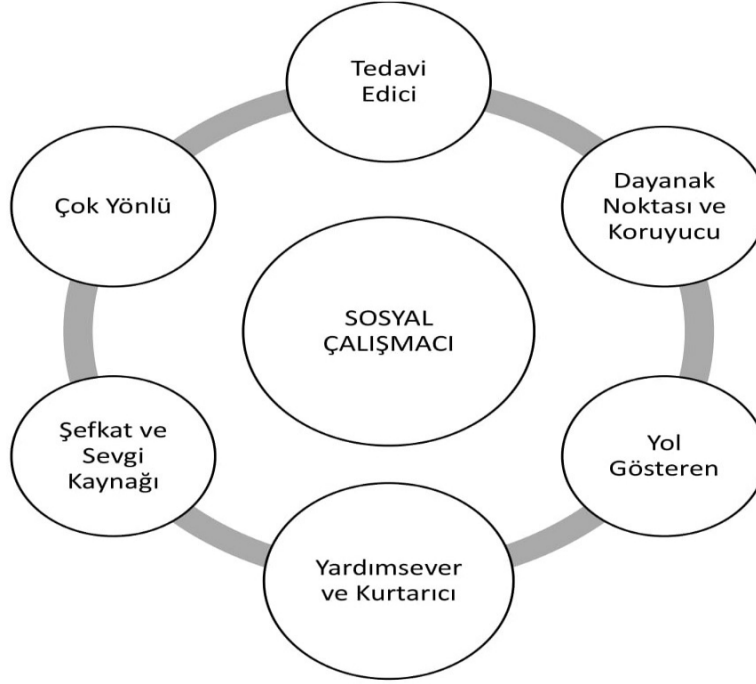 Tedavi
Edici
Dayanak
Noktası ve
Koruyucu
Yol
Gösteren
Yardımsever
ve Kurtarıcı
Şefkat ve
Sevgi
Kaynağı
Çok Yönlü
SOSYAL
ÇALIŞMACI